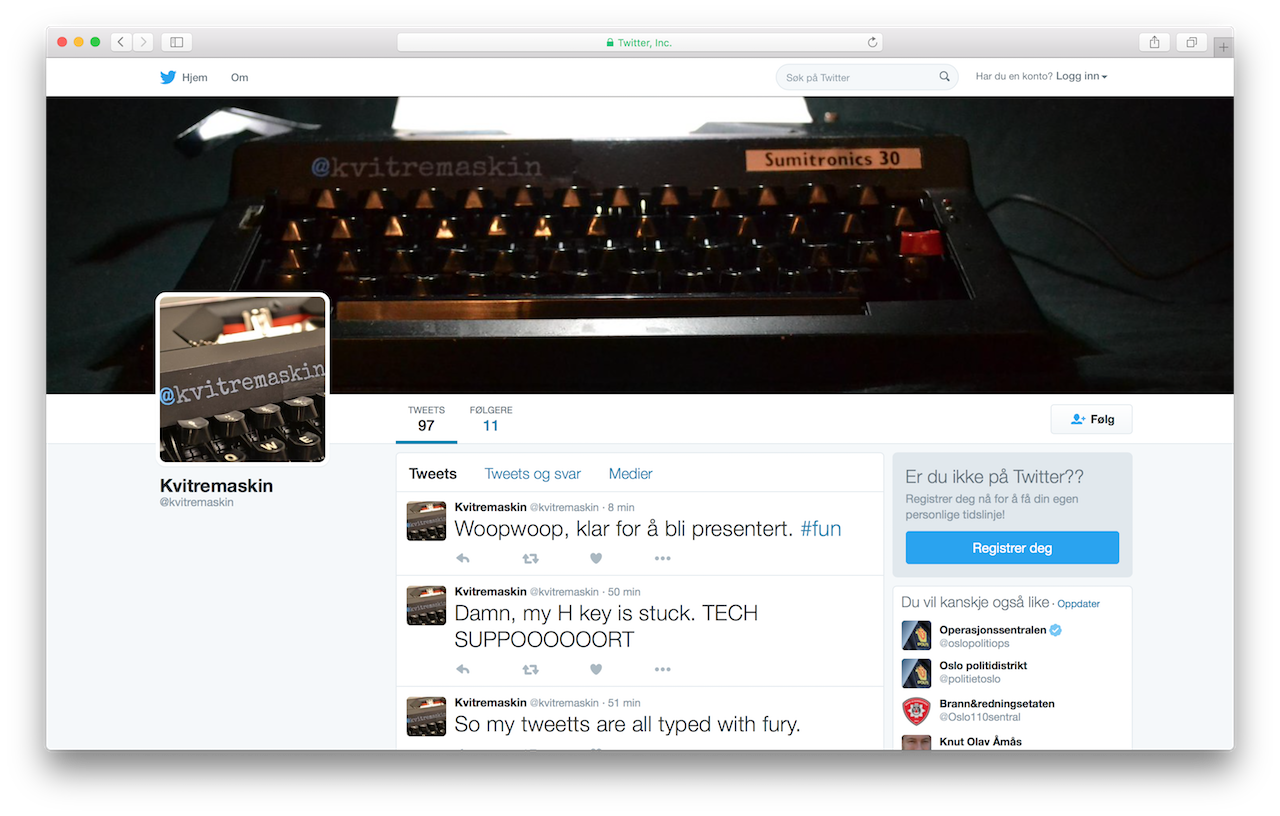 Twitter, Inc.
Hjem Om
Søk på Twitter
Har du en konto? Logg inn
@kvitremaskin
Sumitronics 30
@kvitremaskin
O W E
TWEETS FØLGERE
97 11
Følg
Kvitremaskin
@kvitremaskin
Tweets Tweets og svar Medier
Kvitremaskin @kvitremaskin · 8 min
Woopwoop, klar for å bli presentert. #fun
Kvitremaskin @kvitremaskin · 50 min
Damn, my H key is stuck. TECH
SUPPOOOOOORT
Kvitremaskin @kvitremaskin · 51 min
So my tweetts are all typed with fury.
Er du ikke på Twitter??
Registrer deg nå for å få din egen
personlige tidslinje!
Registrer deg
Du vil kanskje også like · Oppdater
Operasjonssentralen
@oslopolitiops
Oslo politidistrikt
@politietoslo
Brann&redningsetaten
@Oslo110sentral
Knut Olav Åmås